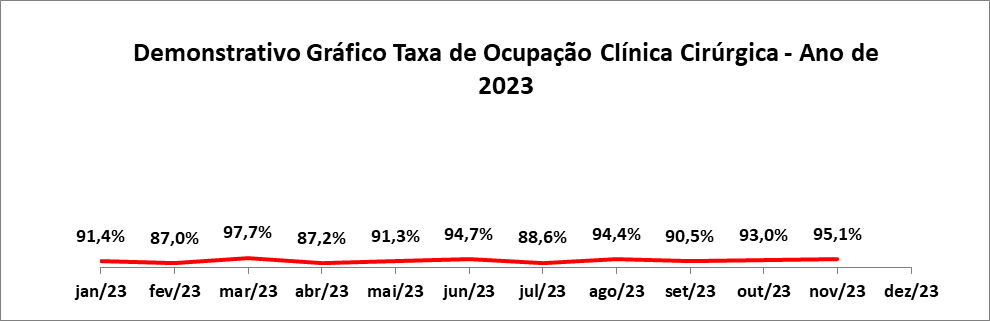 Demonstrativo Gráfico Taxa de Ocupação Clínica Cirúrgica - Ano de
2023
91,4% 87,0% 97,7% 87,2% 91,3% 94,7% 88,6% 94,4% 90,5% 93,0% 95,1%
jan/23 fev/23 mar/23 abr/23 mai/23 jun/23 jul/23 ago/23 set/23 out/23 nov/23 dez/23